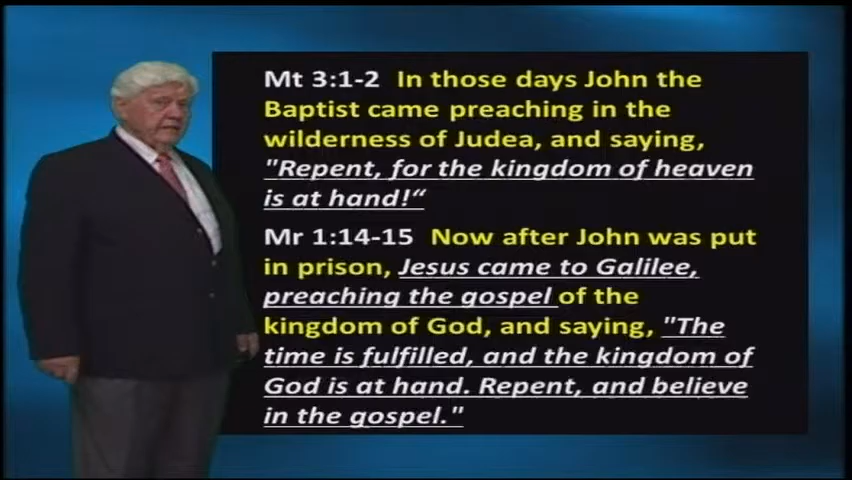 Mt 3:1-2 In those days John the
Baptist came preaching in the
wilderness of Judea, and saying,
"Repent, for the kingdom of heaven
is at hand!“
Mr 1:14-15 Now after John was put
in prison, Jesus came to Galilee,
preaching the gospel of the
kingdom of God, and saying, "The
time is fulfilled, and the kingdom of
God is at hand. Repent, and believe
in the gospel."